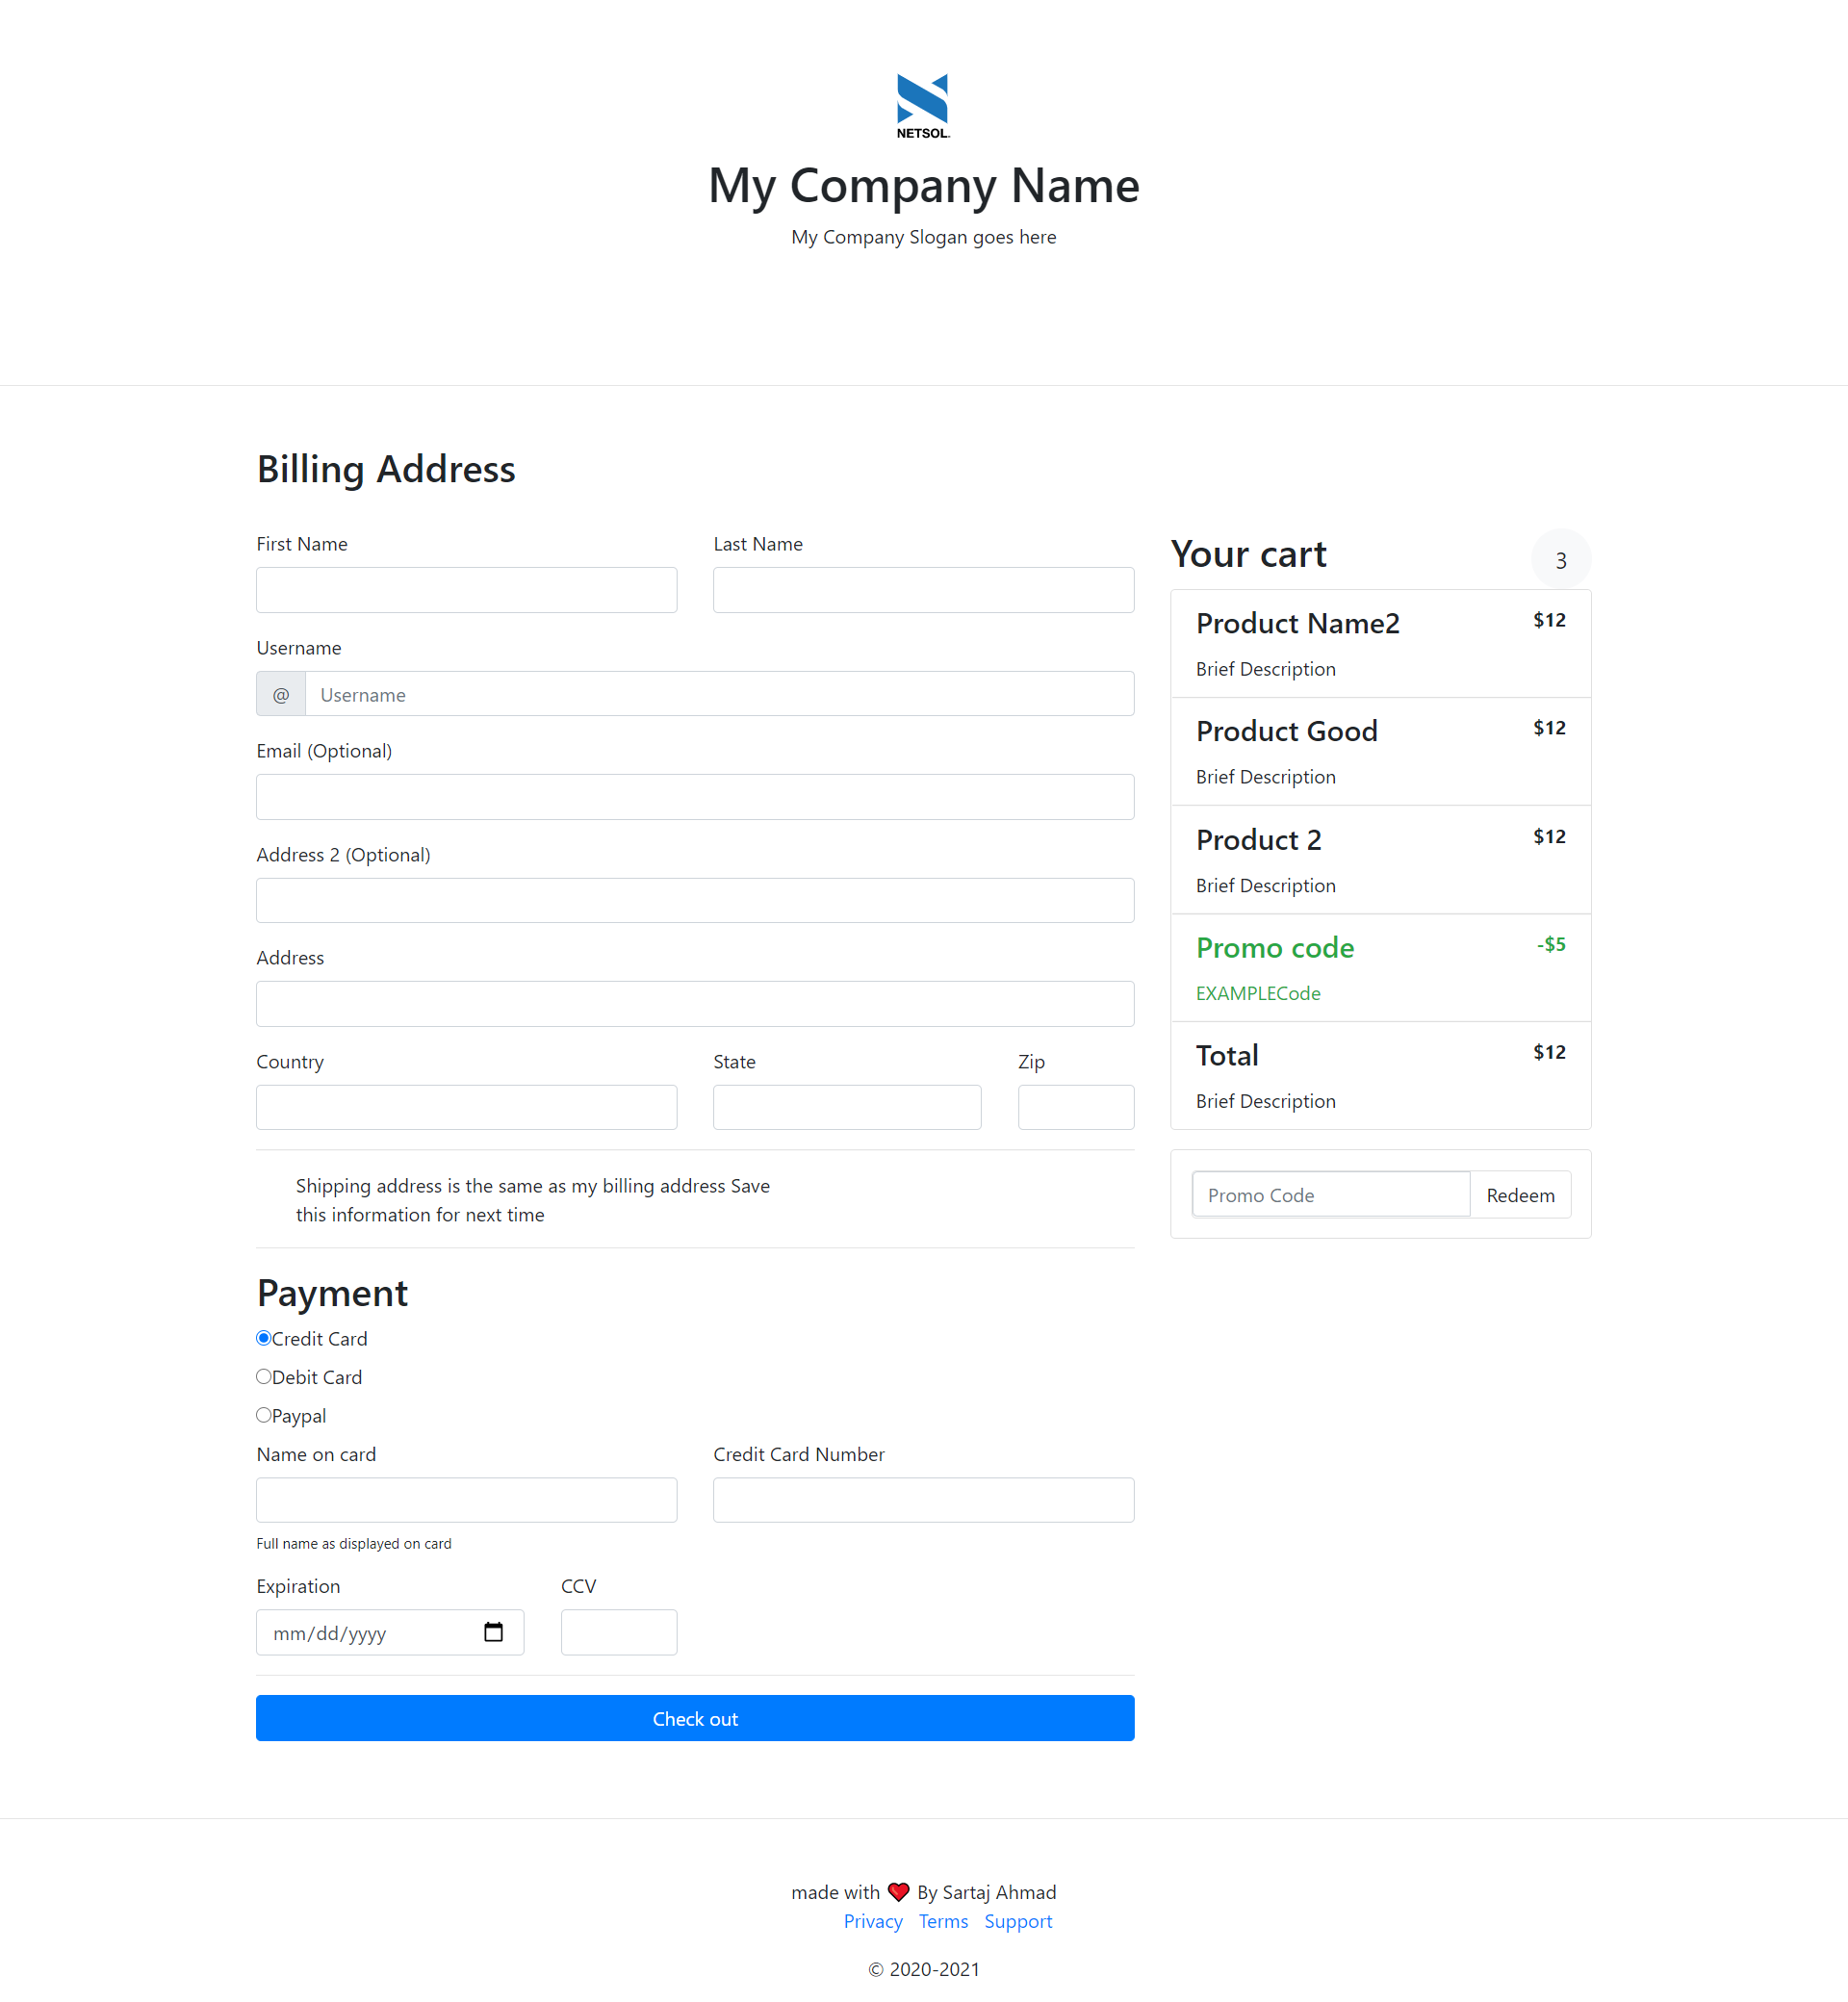 NETSOL
My Company Name
My Company Slogan goes here
Billing Address
First Name
Last Name
Username
@ Username
Email (Optional)
Address 2 (Optional)
Address
Country
State
Zip
Shipping address is the same as my billing address Save
this information for next time
Payment
Credit Card
Debit Card
Paypal
Name on card
Credit Card Number
Full name as displayed on card
Expiration
CCV
mm/dd/yyyy
Check out
Your cart
3
Product Name2 $12
Brief Description
Product Good $12
Brief Description
Product 2 $12
Brief Description
Promo code -$5
EXAMPLECode
Total $12
Brief Description
Promo Code Redeem
made with ❤ By Sartaj Ahmad
Privacy Terms Support
© 2020-2021